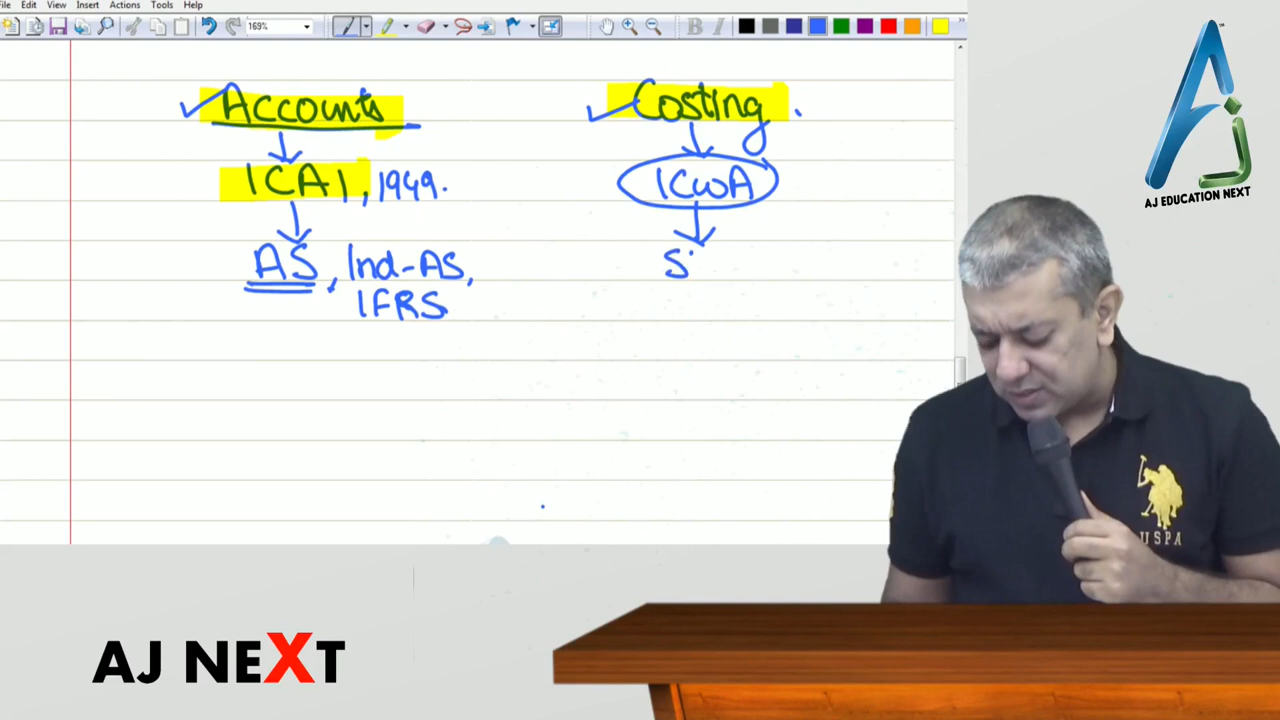 File Edit View Insert Actions Tools Help
169%
B I
Accounts
ICAI, 1949.
AS, Ind-AS,
IFRS
Costing
ICWA
S
AJ EDUCATION NEXT
USPA
AJ NEXT